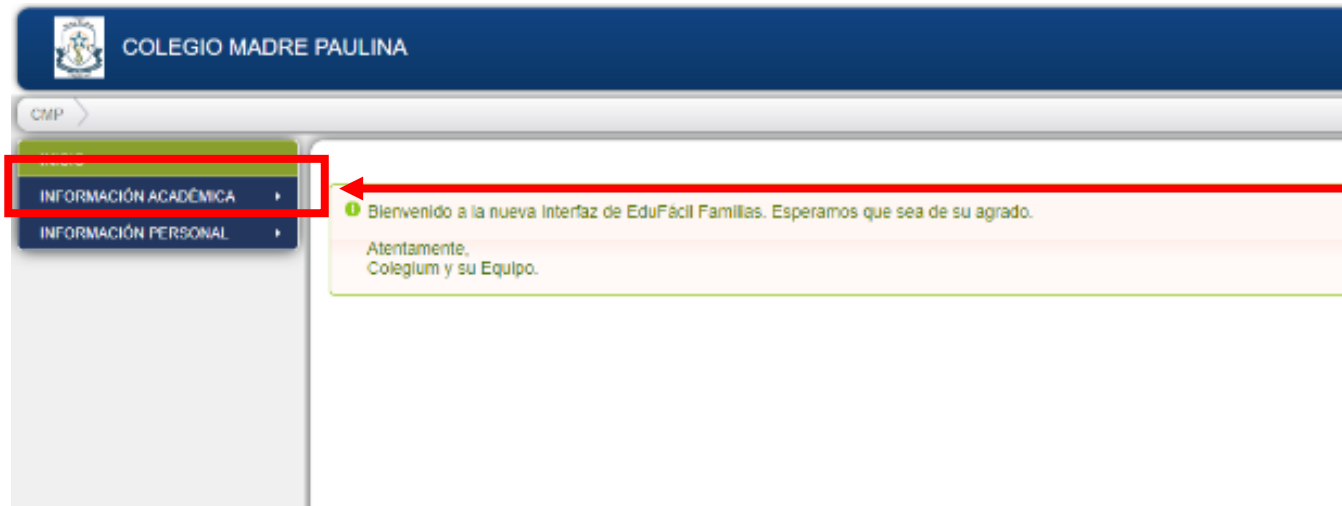 COLEGIO MADRE PAULINA
CMP
INICIO
INFORMACIÓN ACADÉMICA
INFORMACIÓN PERSONAL
Bienvenido a la nueva Interfaz de EduFácil Familias. Esperamos que sea de su agrado.
Atentamente,
Colegium y su Equipo.